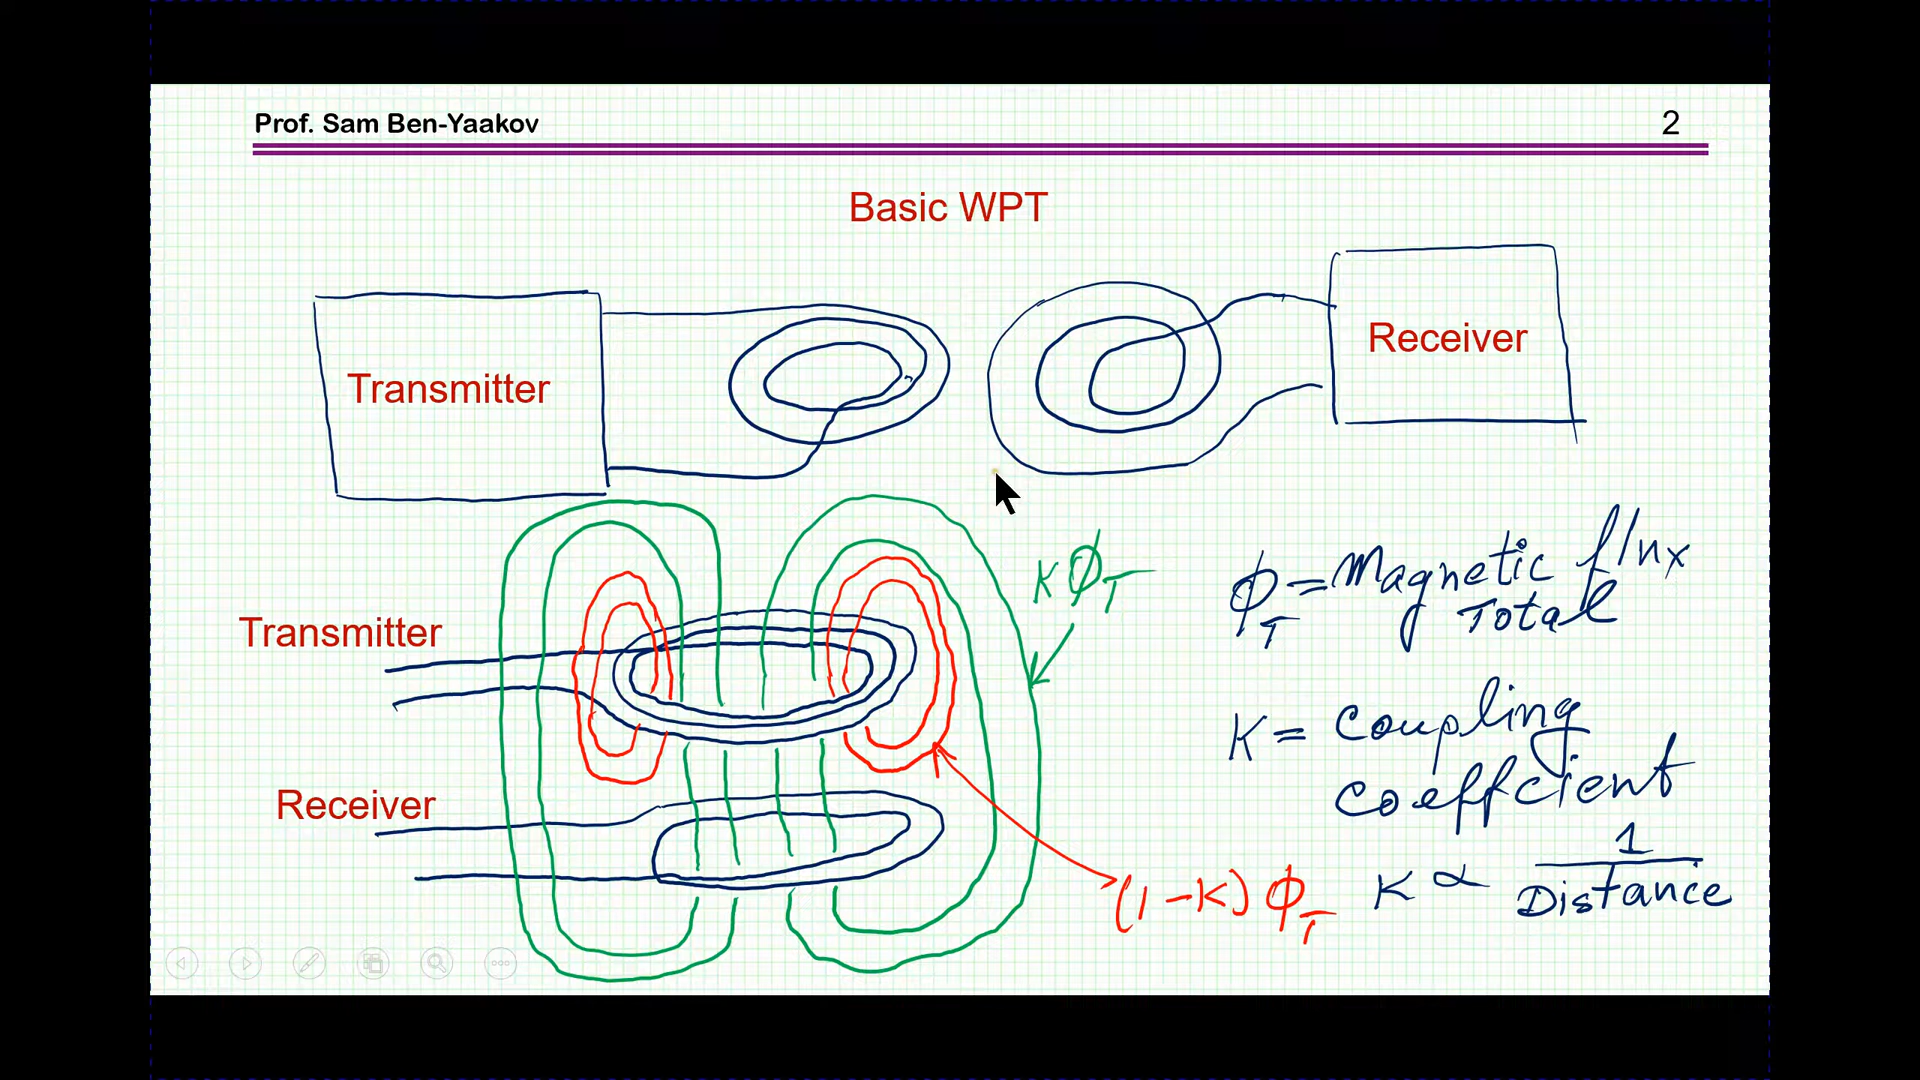 Prof. Sam Ben-Yaakov
2
Basic WPT
Transmitter
Receiver
KϕT
ϕT = Magnetic flux
Total
Transmitter
K = Coupling
coeffcient
Receiver
(1-K) ϕT
K ∝ 1
Distance